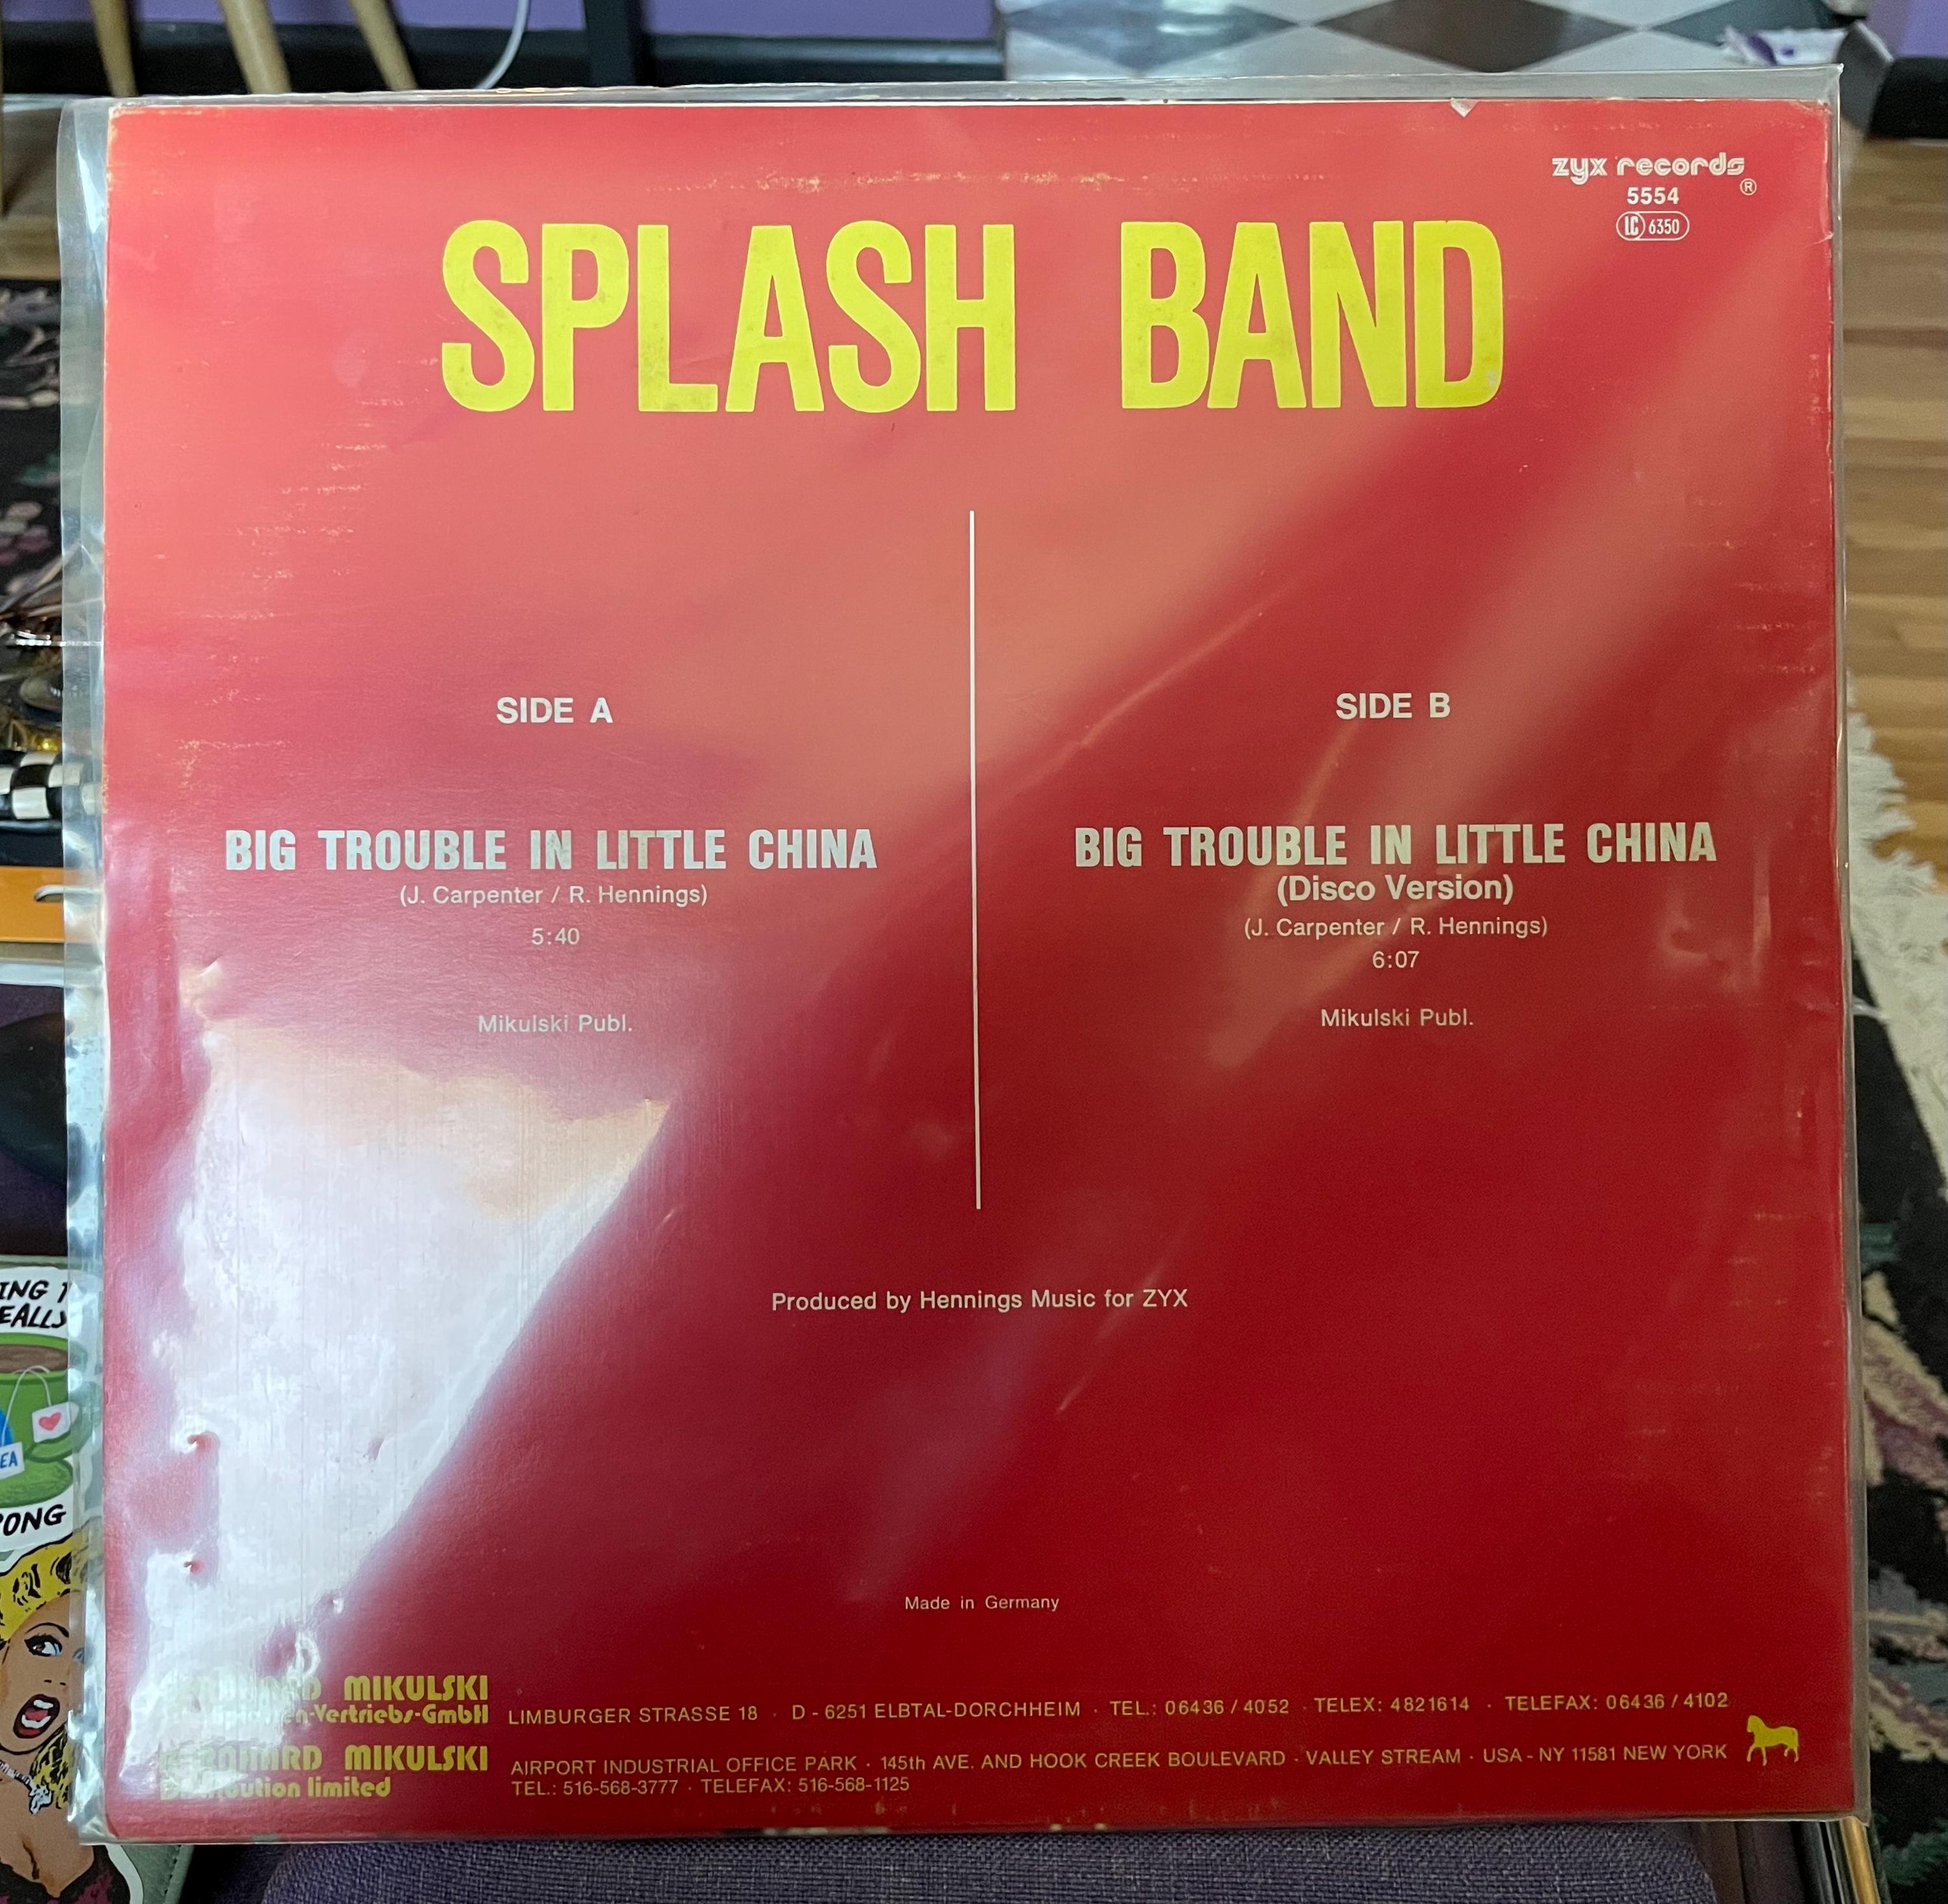 zyx records
®
5554
LC 6350
SPLASH BAND
SIDE A
BIG TROUBLE IN LITTLE CHINA
(J. Carpenter / R. Hennings)
5:40
Mikulski Publ.
SIDE B
BIG TROUBLE IN LITTLE CHINA
(Disco Version)
(J. Carpenter / R. Hennings)
6:07
Mikulski Publ.
Produced by Hennings Music for ZYX
Made in Germany
MIKULSKI
-Vertriebs-GmbH
LIMBURGER STRASSE 18 · D - 6251 ELBTAL-DORCHHEIM · TEL.: 06436 / 4052 · TELEX: 4821614 · TELEFAX: 06436 / 4102
BERNHARD MIKULSKI
Distribution limited
AIRPORT INDUSTRIAL OFFICE PARK · 145th AVE. AND HOOK CREEK BOULEVARD · VALLEY STREAM · USA - NY 11581 NEW YORK
TEL.: 516-568-3777 · TELEFAX: 516-568-1125